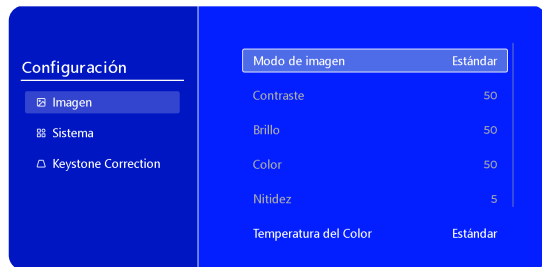 Configuración
Imagen
Sistema
Keystone Correction
Modo de imagen Estándar
Contraste 50
Brillo 50
Color 50
Nitidez 5
Temperatura del Color Estándar